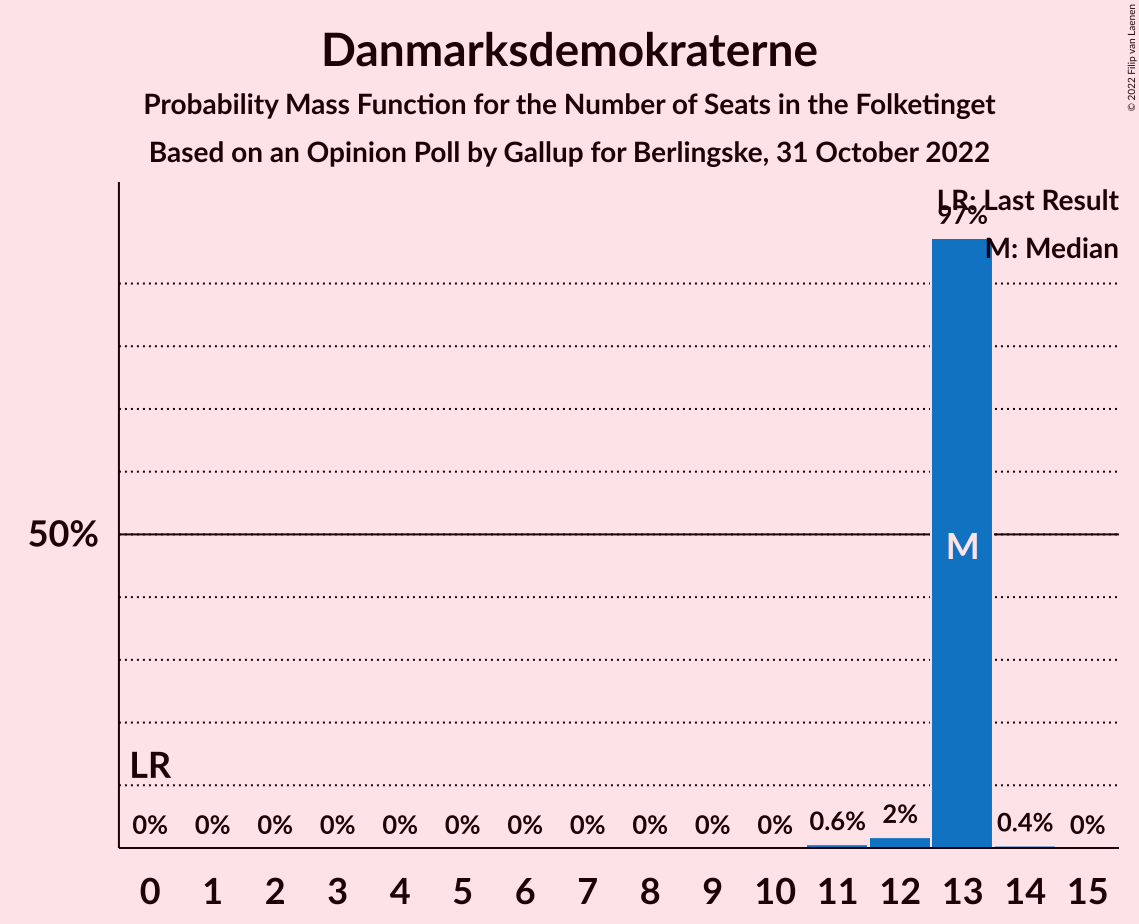 Danmarksdemokraterne
Probability Mass Function for the Number of Seats in the Folketinget
Based on an Opinion Poll by Gallup for Berlingske, 31 October 2022
© 2022 Filip van Laenen
LR: Last Result
97%
M: Median
50%
M
LR
0% 0% 0% 0% 0% 0% 0% 0% 0% 0% 0% 0.6% 2% 0.4% 0%
0 1 2 3 4 5 6 7 8 9 10 11 12 13 14 15